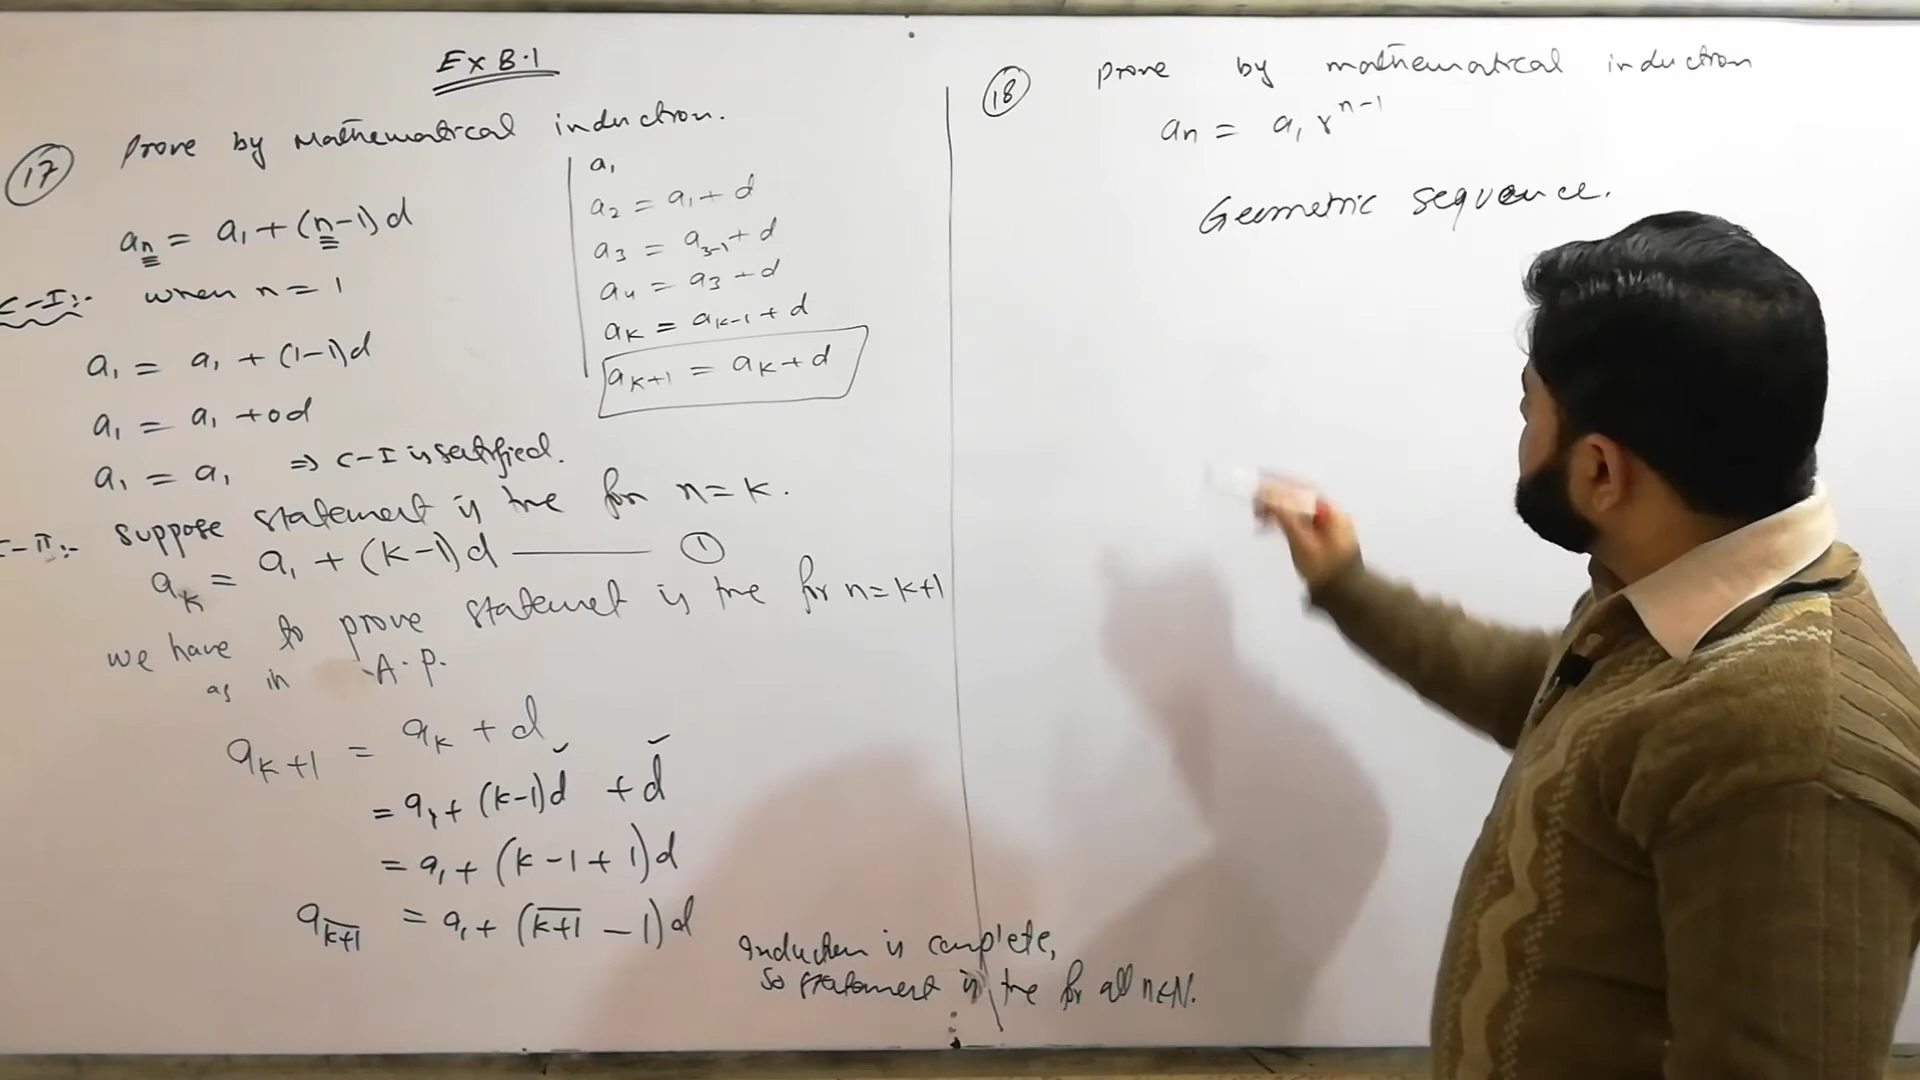 Ex 8.1
17 Prove by Mathematical induction.
an = a1 + (n-1)d
C-I:- when n = 1
a1 = a1 + (1-1)d
a1 = a1 + 0d
a1 = a1 ⇒ C-I is satisfied.
C-II:- Suppose statement is true for n = k.
ak = a1 + (k-1)d ——— 1
we have to prove statemet is true for n = k+1
as in A.P.
ak+1 = ak + d
= a1 + (k-1)d + d
= a1 + (k-1+1)d
ak+1 = a1 + (k+1 - 1)d
Induction is complete,
So statement is true for all n∈N.
a1
a2 = a1 + d
a3 = a3-1 + d
a4 = a3 + d
ak = ak-1 + d
ak+1 = ak + d
18 prove by mathematical induction
an = a1 r^n-1
Geometric sequence.